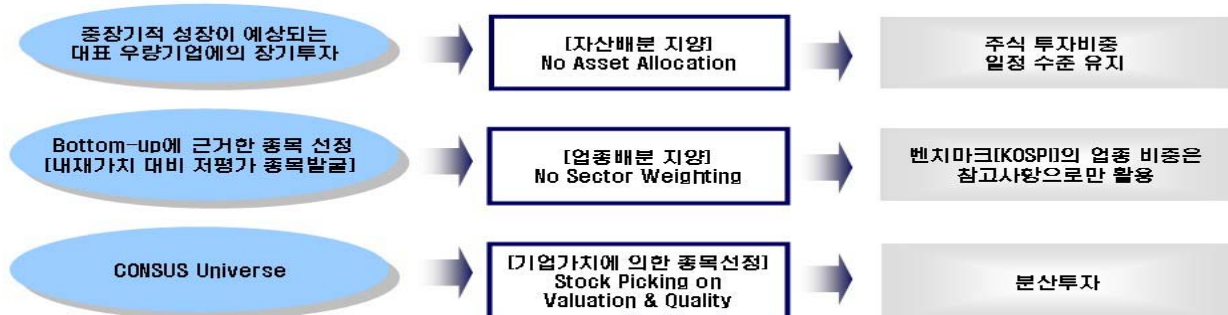 중장기적 성장이 예상되는
대표 우량기업에의 장기투자
[자산배분 지양]
No Asset Allocation
주식 투자비중
일정 수준 유지
Bottom-up에 근거한 종목 선정
[내재가치 대비 저평가 종목발굴]
[업종배분 지양]
No Sector Weighting
벤치마크[KOSPI]의 업종 비중은
참고사항으로만 활용
CONSUS Universe
[기업가치에 의한 종목선정]
Stock Picking on
Valuation & Quality
분산투자